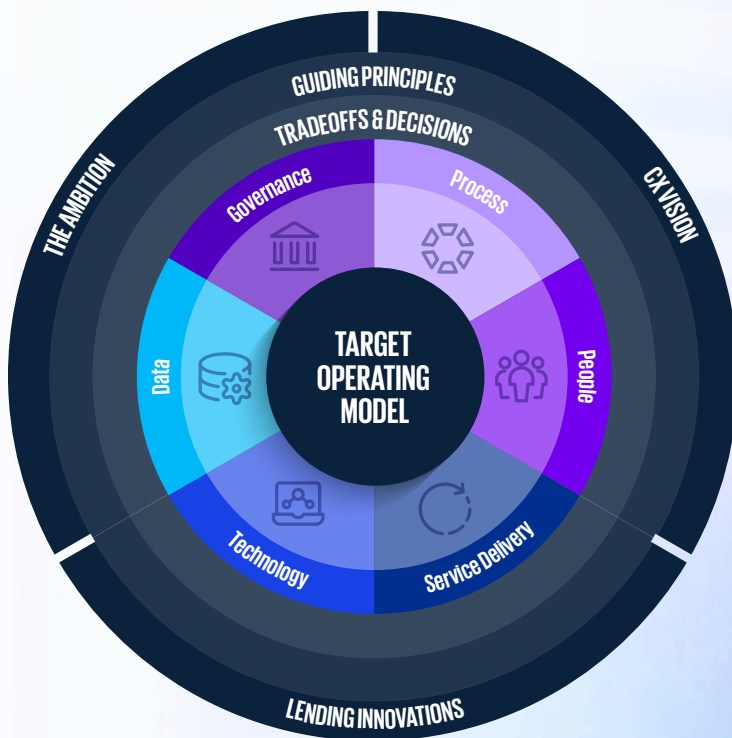 GUIDING PRINCIPLES
TRADEOFFS & DECISIONS
THE AMBITION
CX VISION
Governance
Process
Data
TARGET
OPERATING
MODEL
People
Technology
Service Delivery
LENDING INNOVATIONS